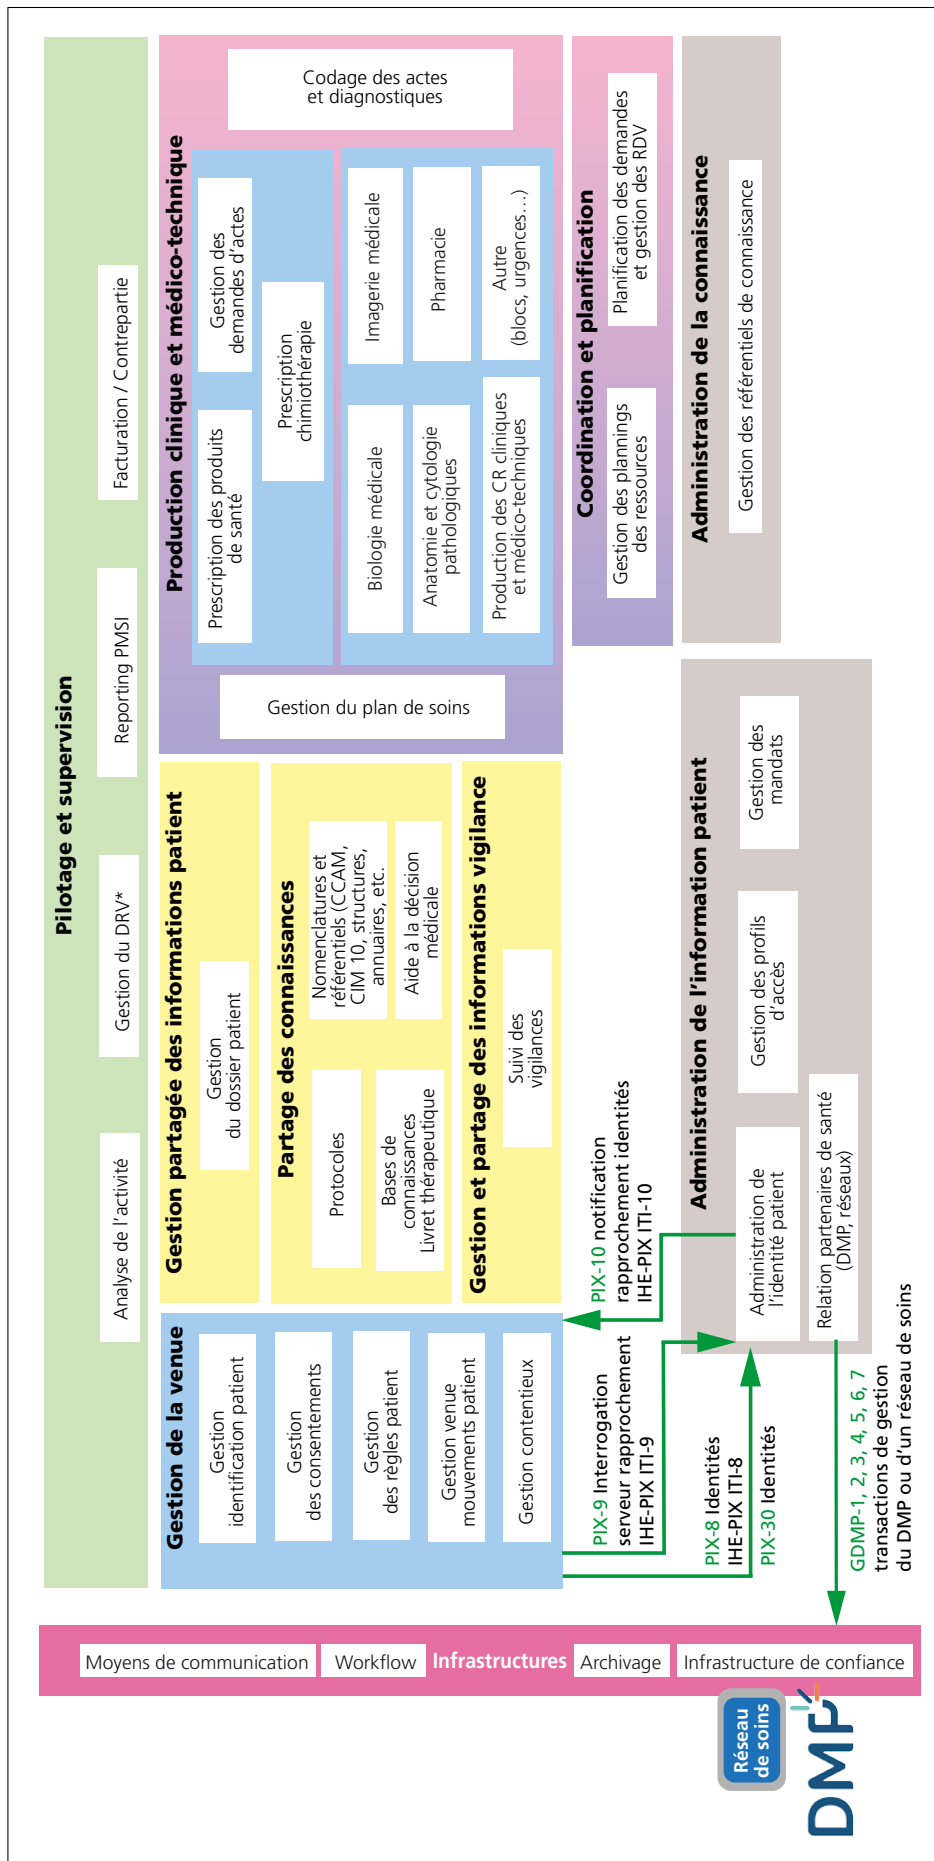 Pilotage et supervision
Analyse de l'activité
Gestion du DRV*
Reporting PMSI
Facturation / Contrepartie
Gestion de la venue
Gestion
identification patient
Gestion
des consentements
Gestion
des règles patient
Gestion venue
mouvements patient
Gestion contentieux
Gestion partagée des informations patient
Gestion
du dossier patient
Partage des connaissances
Protocoles
Nomenclatures et
référentiels (CCAM,
CIM 10, structures,
annuaires, etc.
Bases de
connaissances
Livret thérapeutique
Aide à la décision
médicale
Gestion et partage des informations vigilance
Suivi des
vigilances
Production clinique et médico-technique
Gestion du plan de soins
Prescription des produits
de santé
Gestion des
demandes d'actes
Prescription
chimiothérapie
Biologie médicale
Imagerie médicale
Anatomie et cytologie
pathologiques
Pharmacie
Production des CR cliniques
et médico-techniques
Autre
(blocs, urgences…)
Codage des actes
et diagnostiques
Coordination et planification
Gestion des plannings
des ressources
Planification des demandes
et gestion des RDV
Administration de la connaissance
Gestion des référentiels de connaissance
Administration de l'information patient
Administration de
l'identité patient
Gestion des profils
d'accès
Gestion des
mandats
Relation partenaires de santé
(DMP, réseaux)
PIX-10 notification
rapprochement identités
IHE-PIX ITI-10
PIX-9 Interrogation
serveur rapprochement
IHE-PIX ITI-9
PIX-8 Identités
IHE-PIX ITI-8
PIX-30 Identités
GDMP-1, 2, 3, 4, 5, 6, 7
transactions de gestion
du DMP ou d'un réseau de soins
Moyens de communication
Workflow
Infrastructures
Archivage
Infrastructure de confiance
Réseau
de soins
DMP